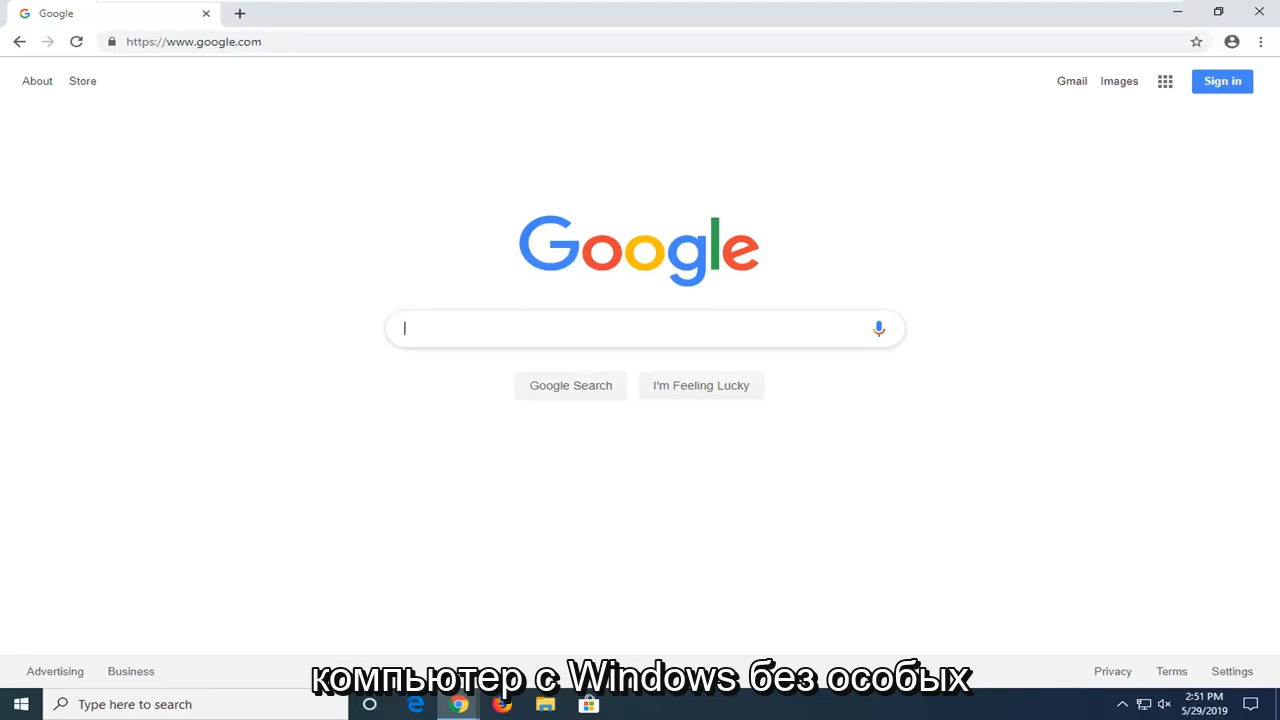 Google
https://www.google.com
About Store
Gmail Images Sign in
Google
Google Search I'm Feeling Lucky
Advertising Business
Privacy Terms Settings
компьютер с Windows без особых
Type here to search
2:51 PM
5/29/2019